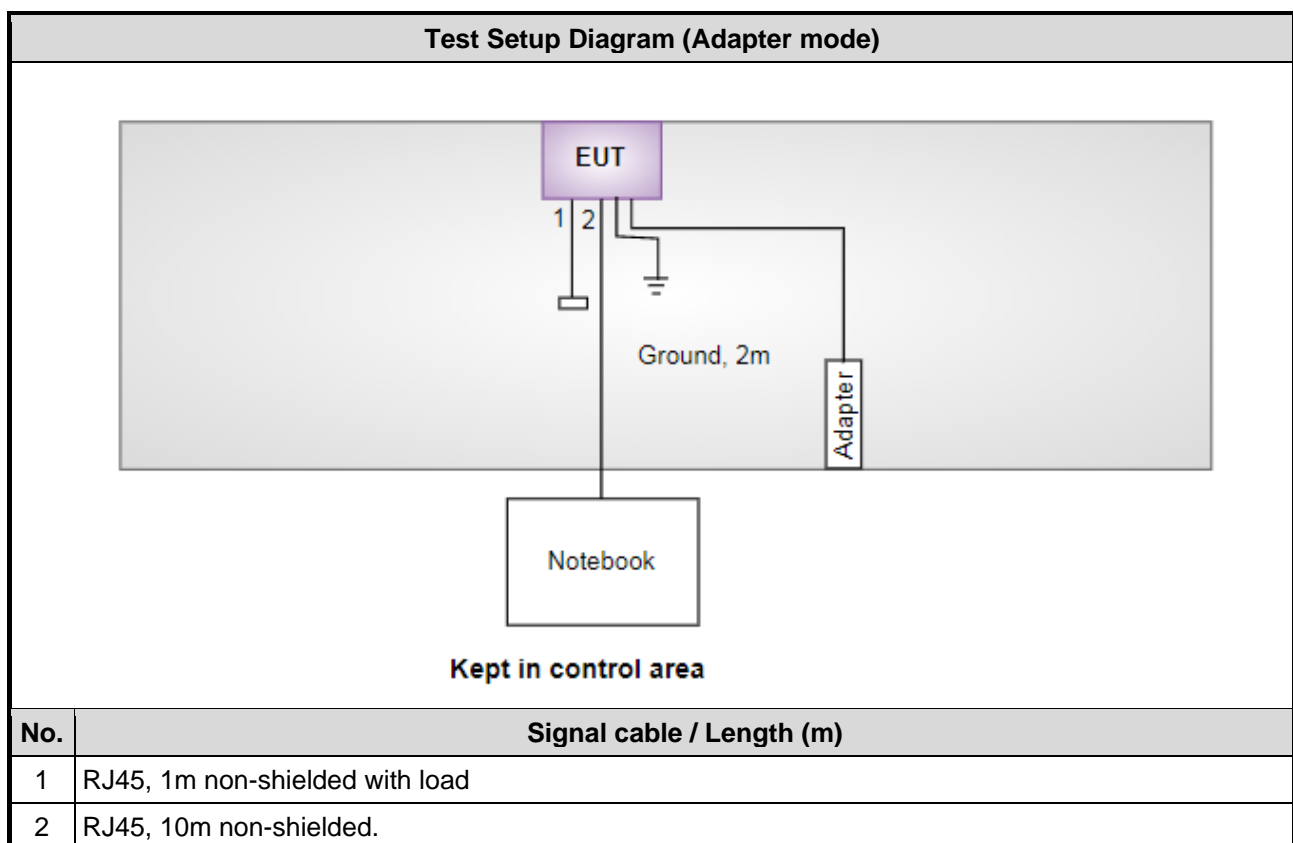 Test Setup Diagram (Adapter mode)
EUT
1 2
Ground, 2m
Adapter
Notebook
Kept in control area
No. Signal cable / Length (m)
1 RJ45, 1m non-shielded with load
2 RJ45, 10m non-shielded.